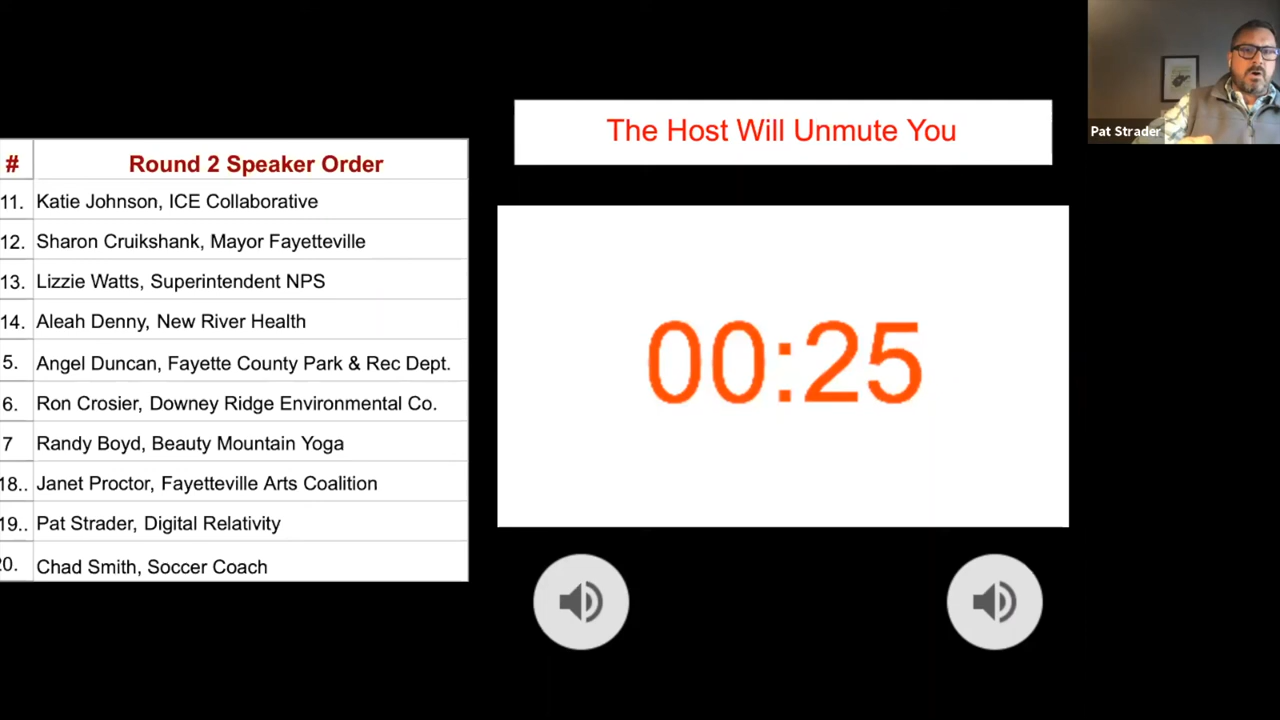 The Host Will Unmute You
Pat Strader
# Round 2 Speaker Order
11. Katie Johnson, ICE Collaborative
12. Sharon Cruikshank, Mayor Fayetteville
13. Lizzie Watts, Superintendent NPS
14. Aleah Denny, New River Health
5. Angel Duncan, Fayette County Park & Rec Dept.
6. Ron Crosier, Downey Ridge Environmental Co.
7 Randy Boyd, Beauty Mountain Yoga
18.. Janet Proctor, Fayetteville Arts Coalition
19.. Pat Strader, Digital Relativity
20. Chad Smith, Soccer Coach
00:25